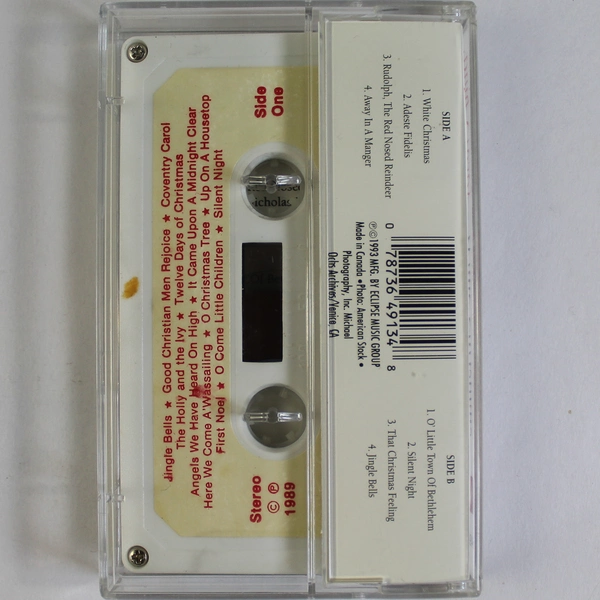 Jingle Bells ★ Good Christian Men Rejoice ★ Coventry Carol
The Holly and the Ivy ★ Twelve Days of Christmas
Angels We Have Heard On High ★ It Came Upon A Midnight Clear
Here We Come A'Wassailing ★ O Christmas Tree ★ Up On A Housetop
First Noel ★ O Come Little Children ★ Silent Night
Side
One
Stereo
© ℗
1989
SIDE A
1. White Christmas
2. Adeste Fidelis
3. Rudolph, The Red Nosed Reindeer
4. Away In A Manger
0 78736 49134 8
℗©1993 MFG. BY ECLIPSE MUSIC GROUP
Made in Canada •Photo: American Stock •
Photography, Inc. Michael
Ochs Archives/Venice, CA
SIDE B
1. O' Little Town Of Bethlehem
2. Silent Night
3. That Christmas Feeling
4. Jingle Bells